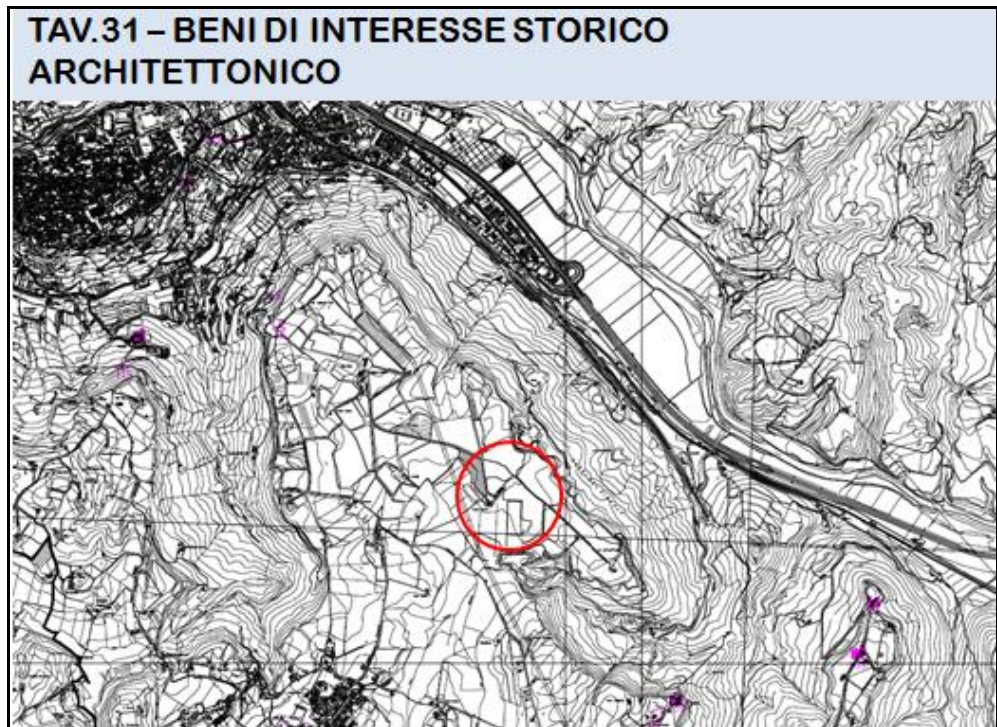 TAV.31 – BENI DI INTERESSE STORICO
ARCHITETTONICO